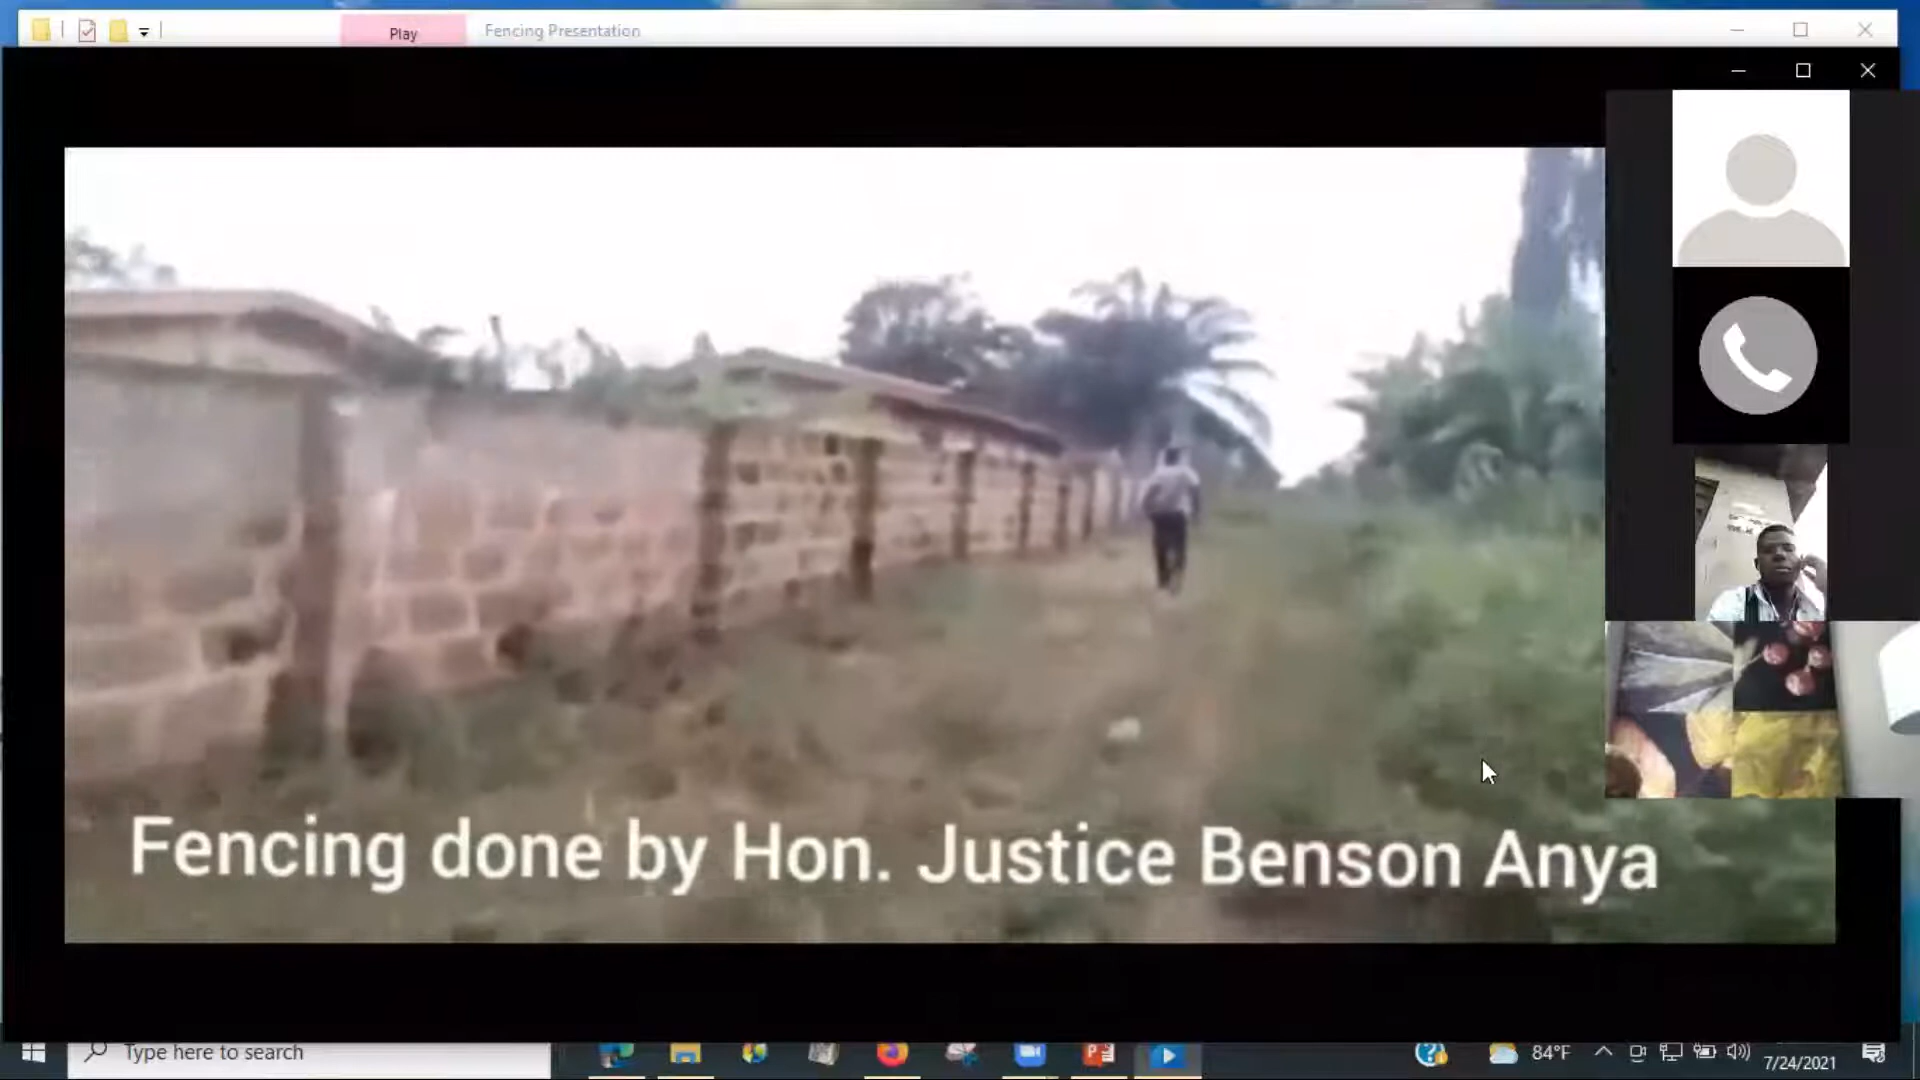 Play
Fencing Presentation
Fencing done by Hon. Justice Benson Anya
Type here to search
84°F
7/24/2021